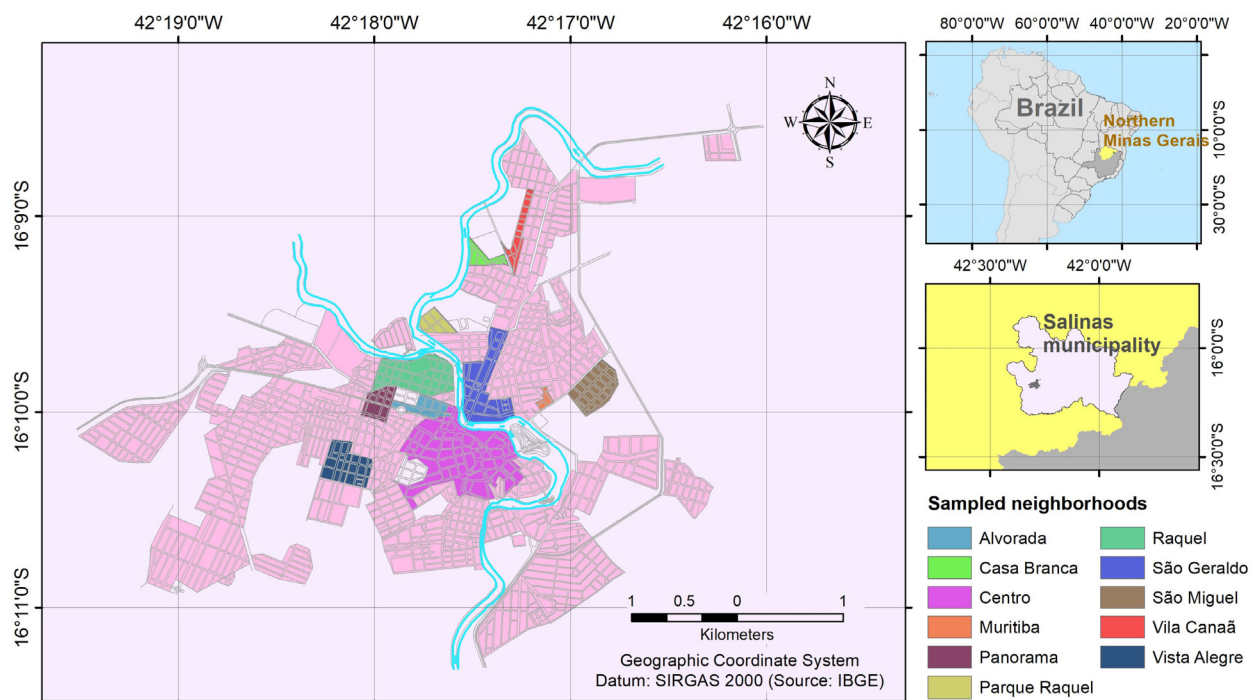 42°19'0"W 42°18'0"W 42°17'0"W 42°16'0"W
16°9'0"S
16°10'0"S
16°11'0"S
N
W E
S
1 0.5 0 1
Kilometers
Geographic Coordinate System
Datum: SIRGAS 2000 (Source: IBGE)
80°0'0"W 60°0'0"W 40°0'0"W 20°0'0"W
Brazil
Northern
Minas Gerais
10°0'0"S
30°0'0"S
42°30'0"W 42°0'0"W
Salinas
municipality
16°0'0"S
16°30'0"S
Sampled neighborhoods
Alvorada
Casa Branca
Centro
Muritiba
Panorama
Parque Raquel
Raquel
São Geraldo
São Miguel
Vila Canaã
Vista Alegre